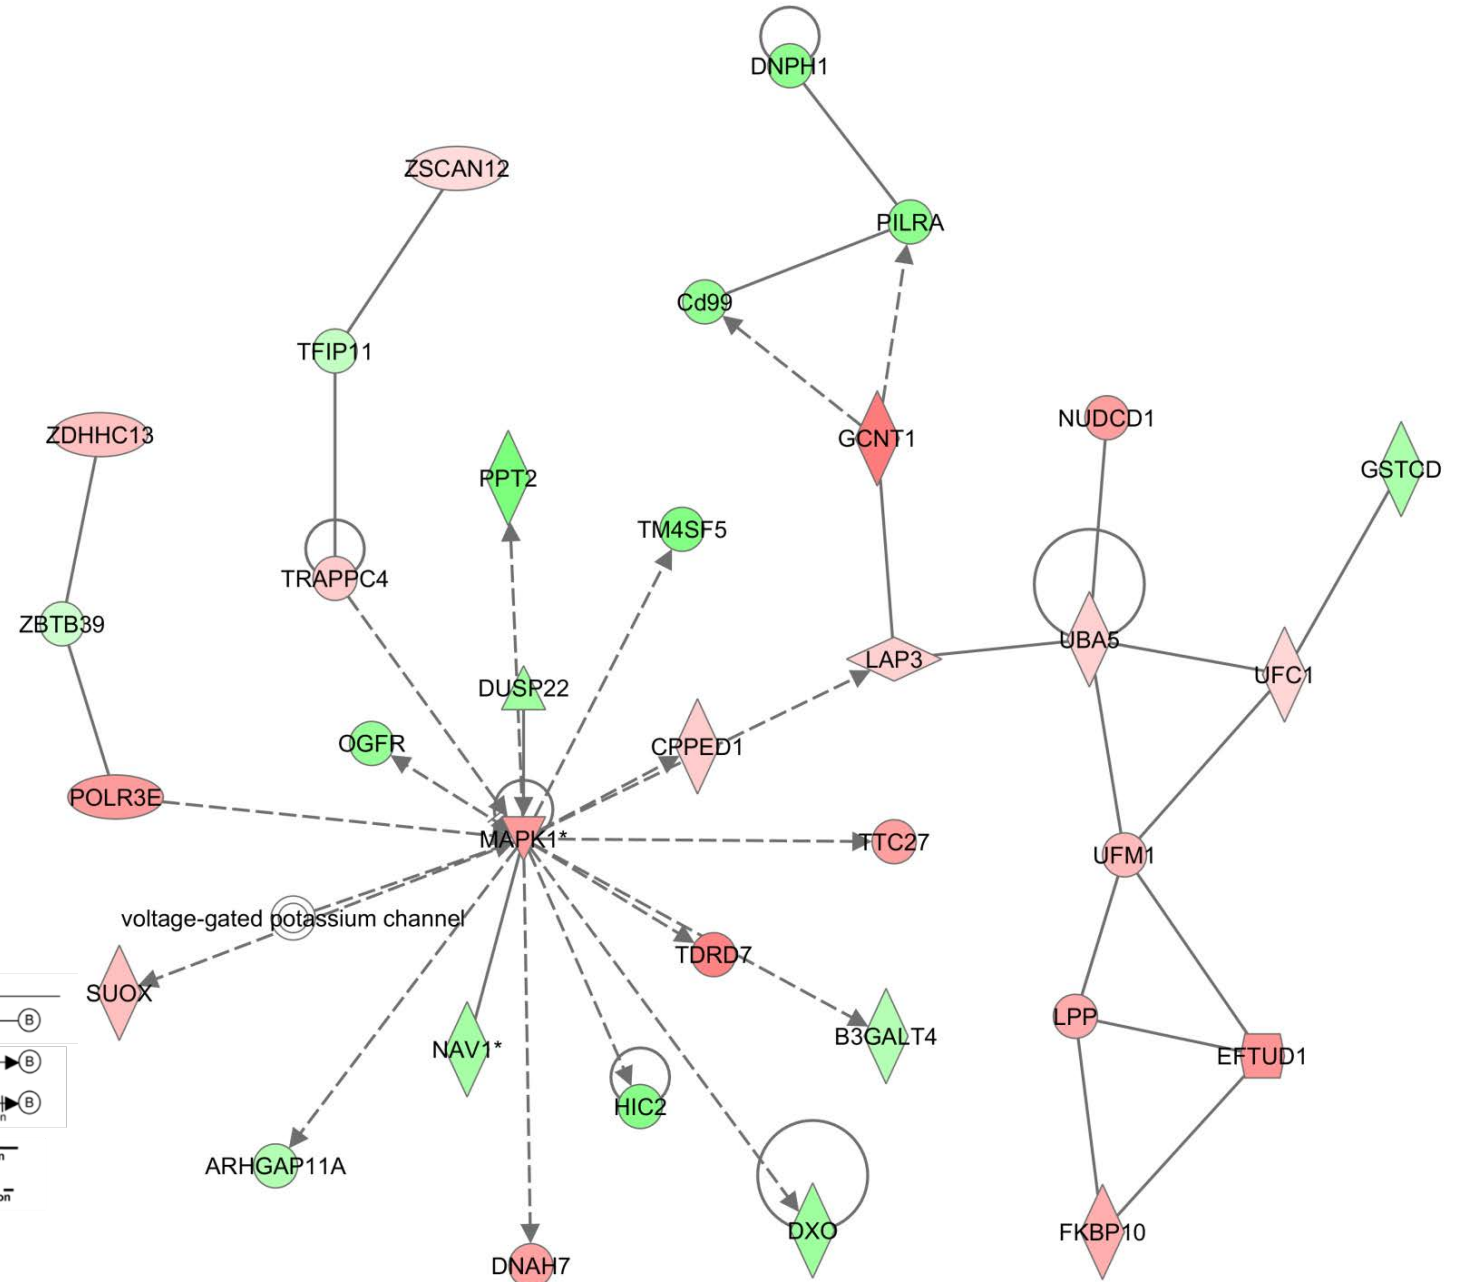 DNPH1
ZSCAN12
PILRA
Cd99
TFIP11
NUDCD1
ZDHHC13
GCNT1
GSTCD
PPT2
TM4SF5
TRAPPC4
ZBTB39
UBA5
LAP3
UFC1
DUSP22
OGFR
CPPED1
POLR3E
MAPK1*
TTC27
UFM1
voltage-gated potassium channel
TDRD7
SUOX
LPP
B
B3GALT4
NAV1*
EFTUD1
B
B
HIC2
n
n
ARHGAP11A
on
DXO
FKBP10
DNAH7